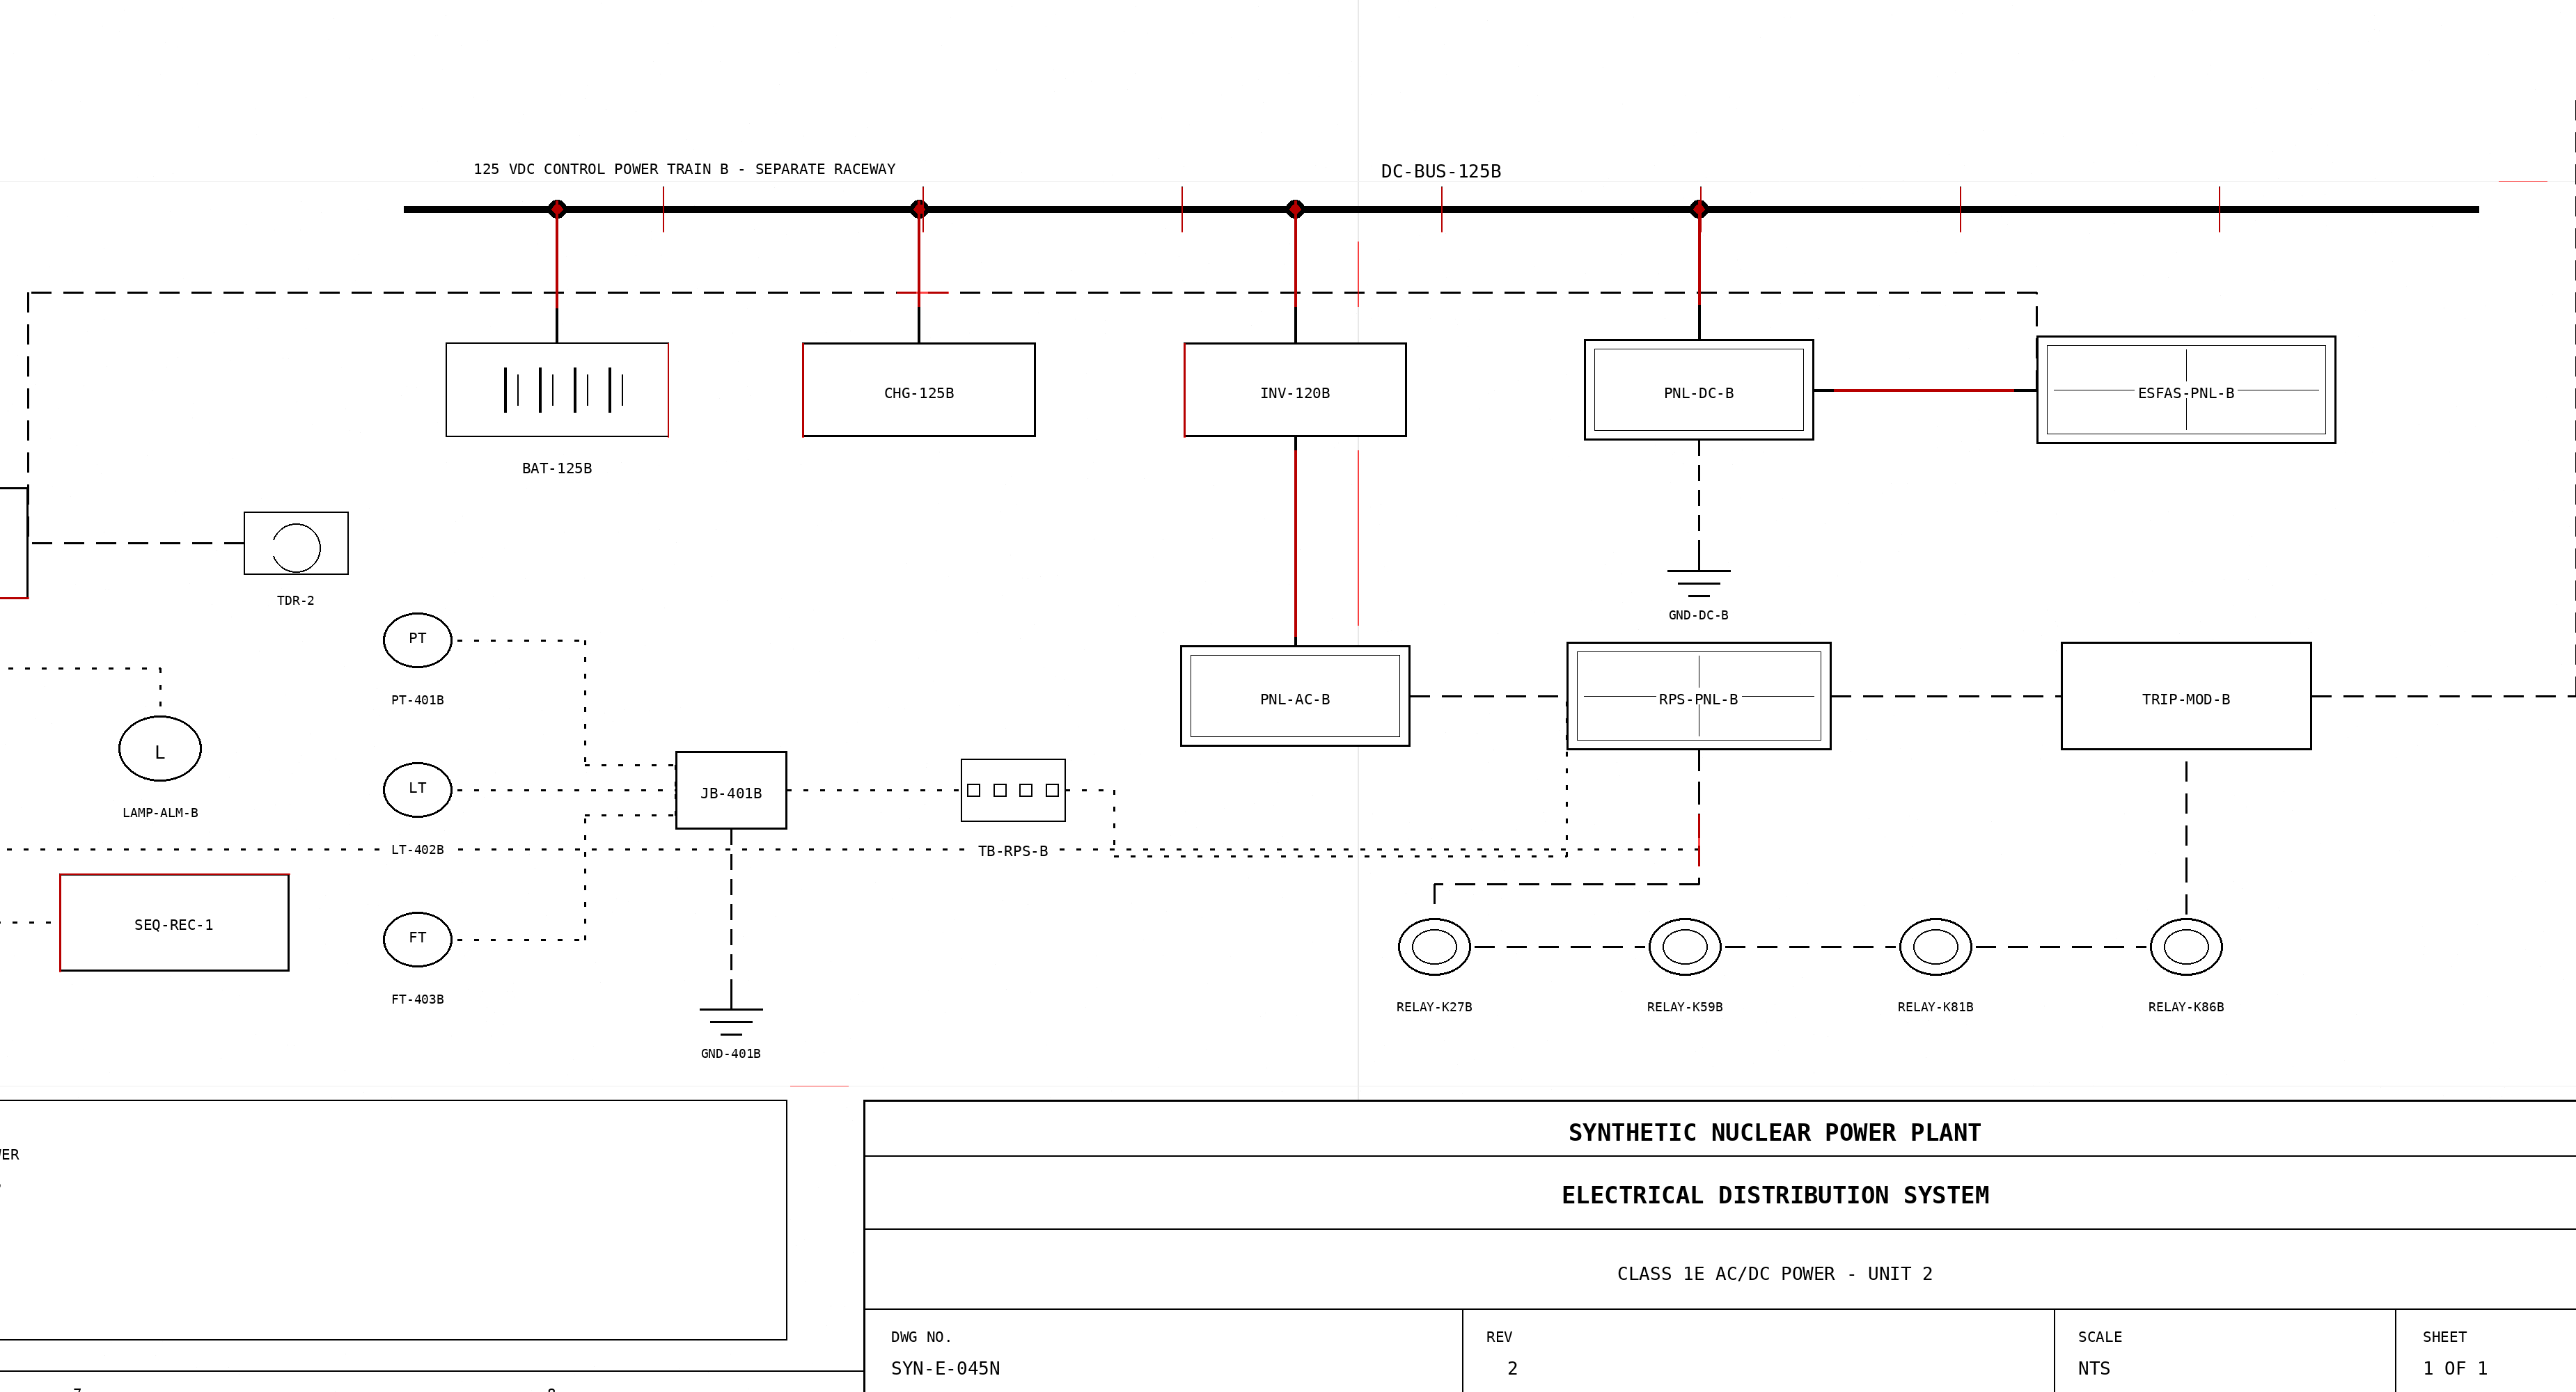 125 VDC CONTROL POWER TRAIN B - SEPARATE RACEWAY
DC-BUS-125B
CHG-125B
INV-120B
PNL-DC-B
ESFAS-PNL-B
BAT-125B
TDR-2
GND-DC-B
PT
PT-401B
PNL-AC-B
RPS-PNL-B
TRIP-MOD-B
L
LAMP-ALM-B
LT
JB-401B
LT-402B
TB-RPS-B
SEQ-REC-1
FT
FT-403B
RELAY-K27B
RELAY-K59B
RELAY-K81B
RELAY-K86B
GND-401B
SYNTHETIC NUCLEAR POWER PLANT
ELECTRICAL DISTRIBUTION SYSTEM
CLASS 1E AC/DC POWER - UNIT 2
DWG NO.
SYN-E-045N
REV
2
SCALE
NTS
SHEET
1 OF 1